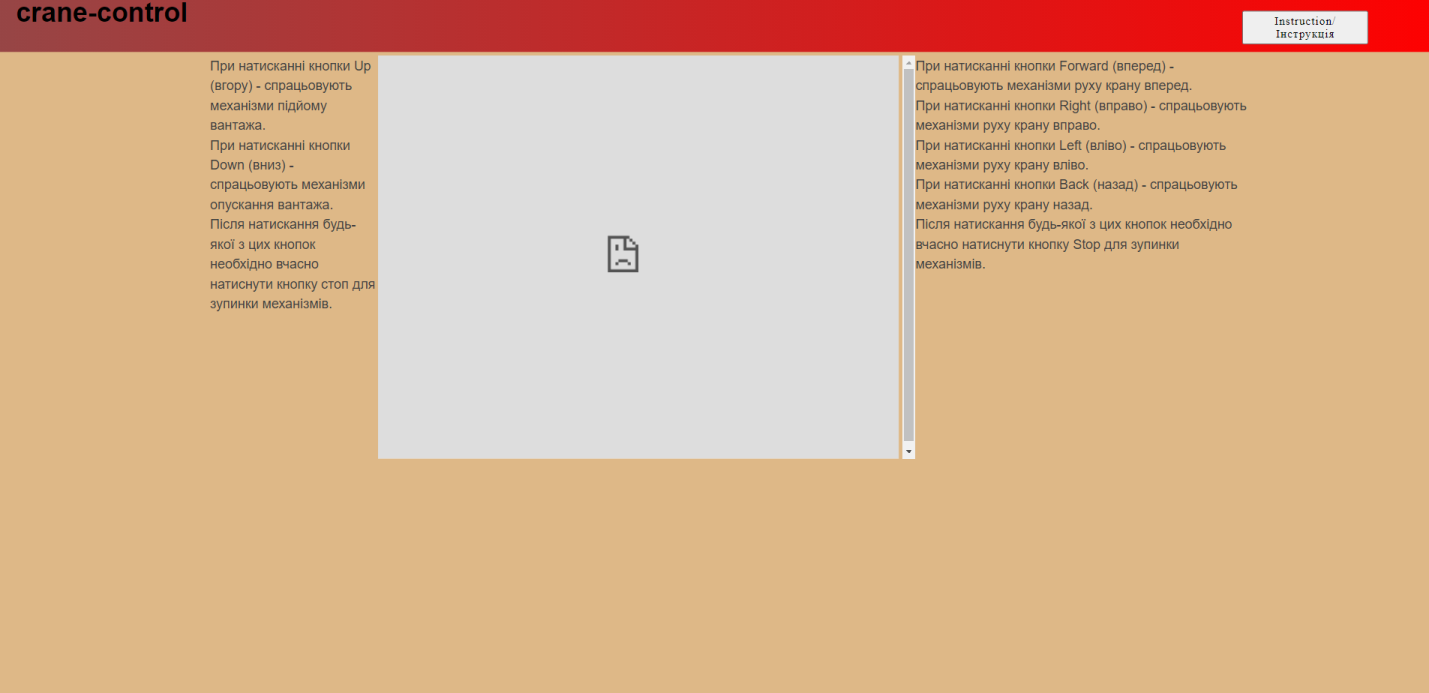 crane-control
Instruction/
Інструкція
При натисканні кнопки Up
(вгору) - спрацьовують
механізми підйому
вантажа.
При натисканні кнопки
Down (вниз) -
спрацьовують механізми
опускання вантажа.
Після натискання будь-
якої з цих кнопок
необхідно вчасно
натиснути кнопку стоп для
зупинки механізмів.
При натисканні кнопки Forward (вперед) -
спрацьовують механізми руху крану вперед.
При натисканні кнопки Right (вправо) - спрацьовують
механізми руху крану вправо.
При натисканні кнопки Left (вліво) - спрацьовують
механізми руху крану вліво.
При натисканні кнопки Back (назад) - спрацьовують
механізми руху крану назад.
Після натискання будь-якої з цих кнопок необхідно
вчасно натиснути кнопку Stop для зупинки
механізмів.